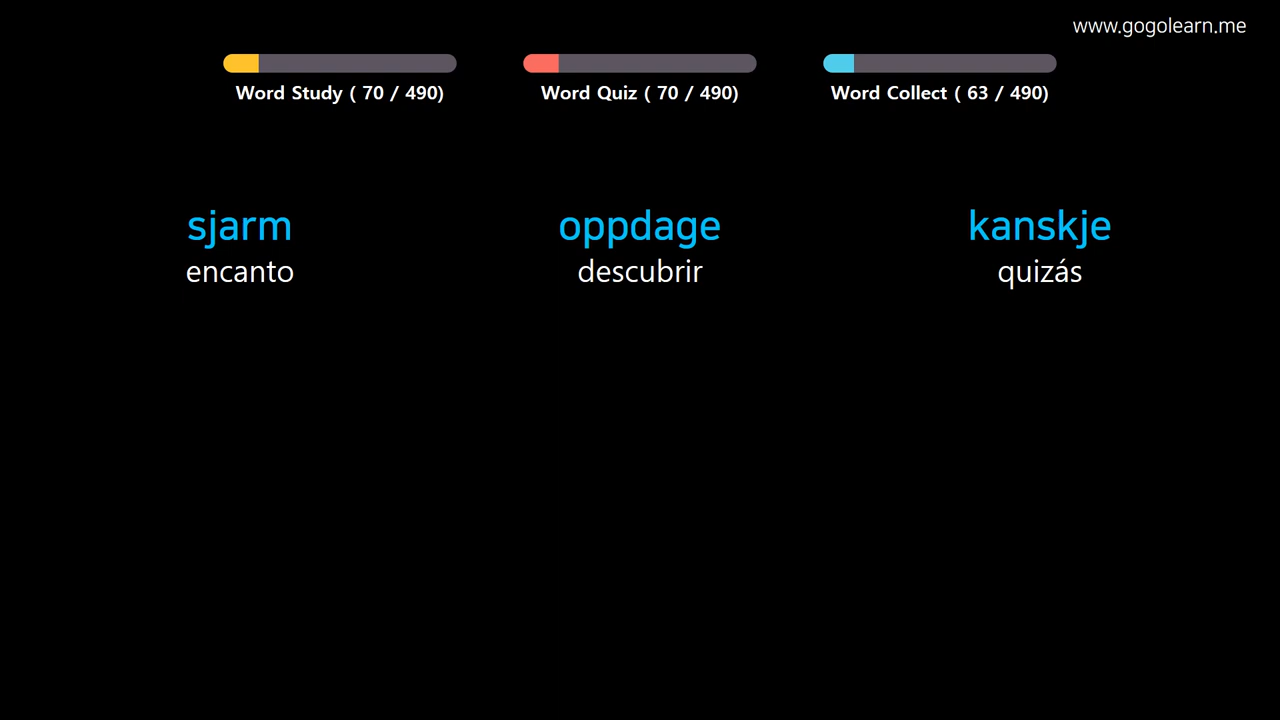 www.gogolearn.me
Word Study ( 70 / 490)
Word Quiz ( 70 / 490)
Word Collect ( 63 / 490)
sjarm
encanto
oppdage
descubrir
kanskje
quizás